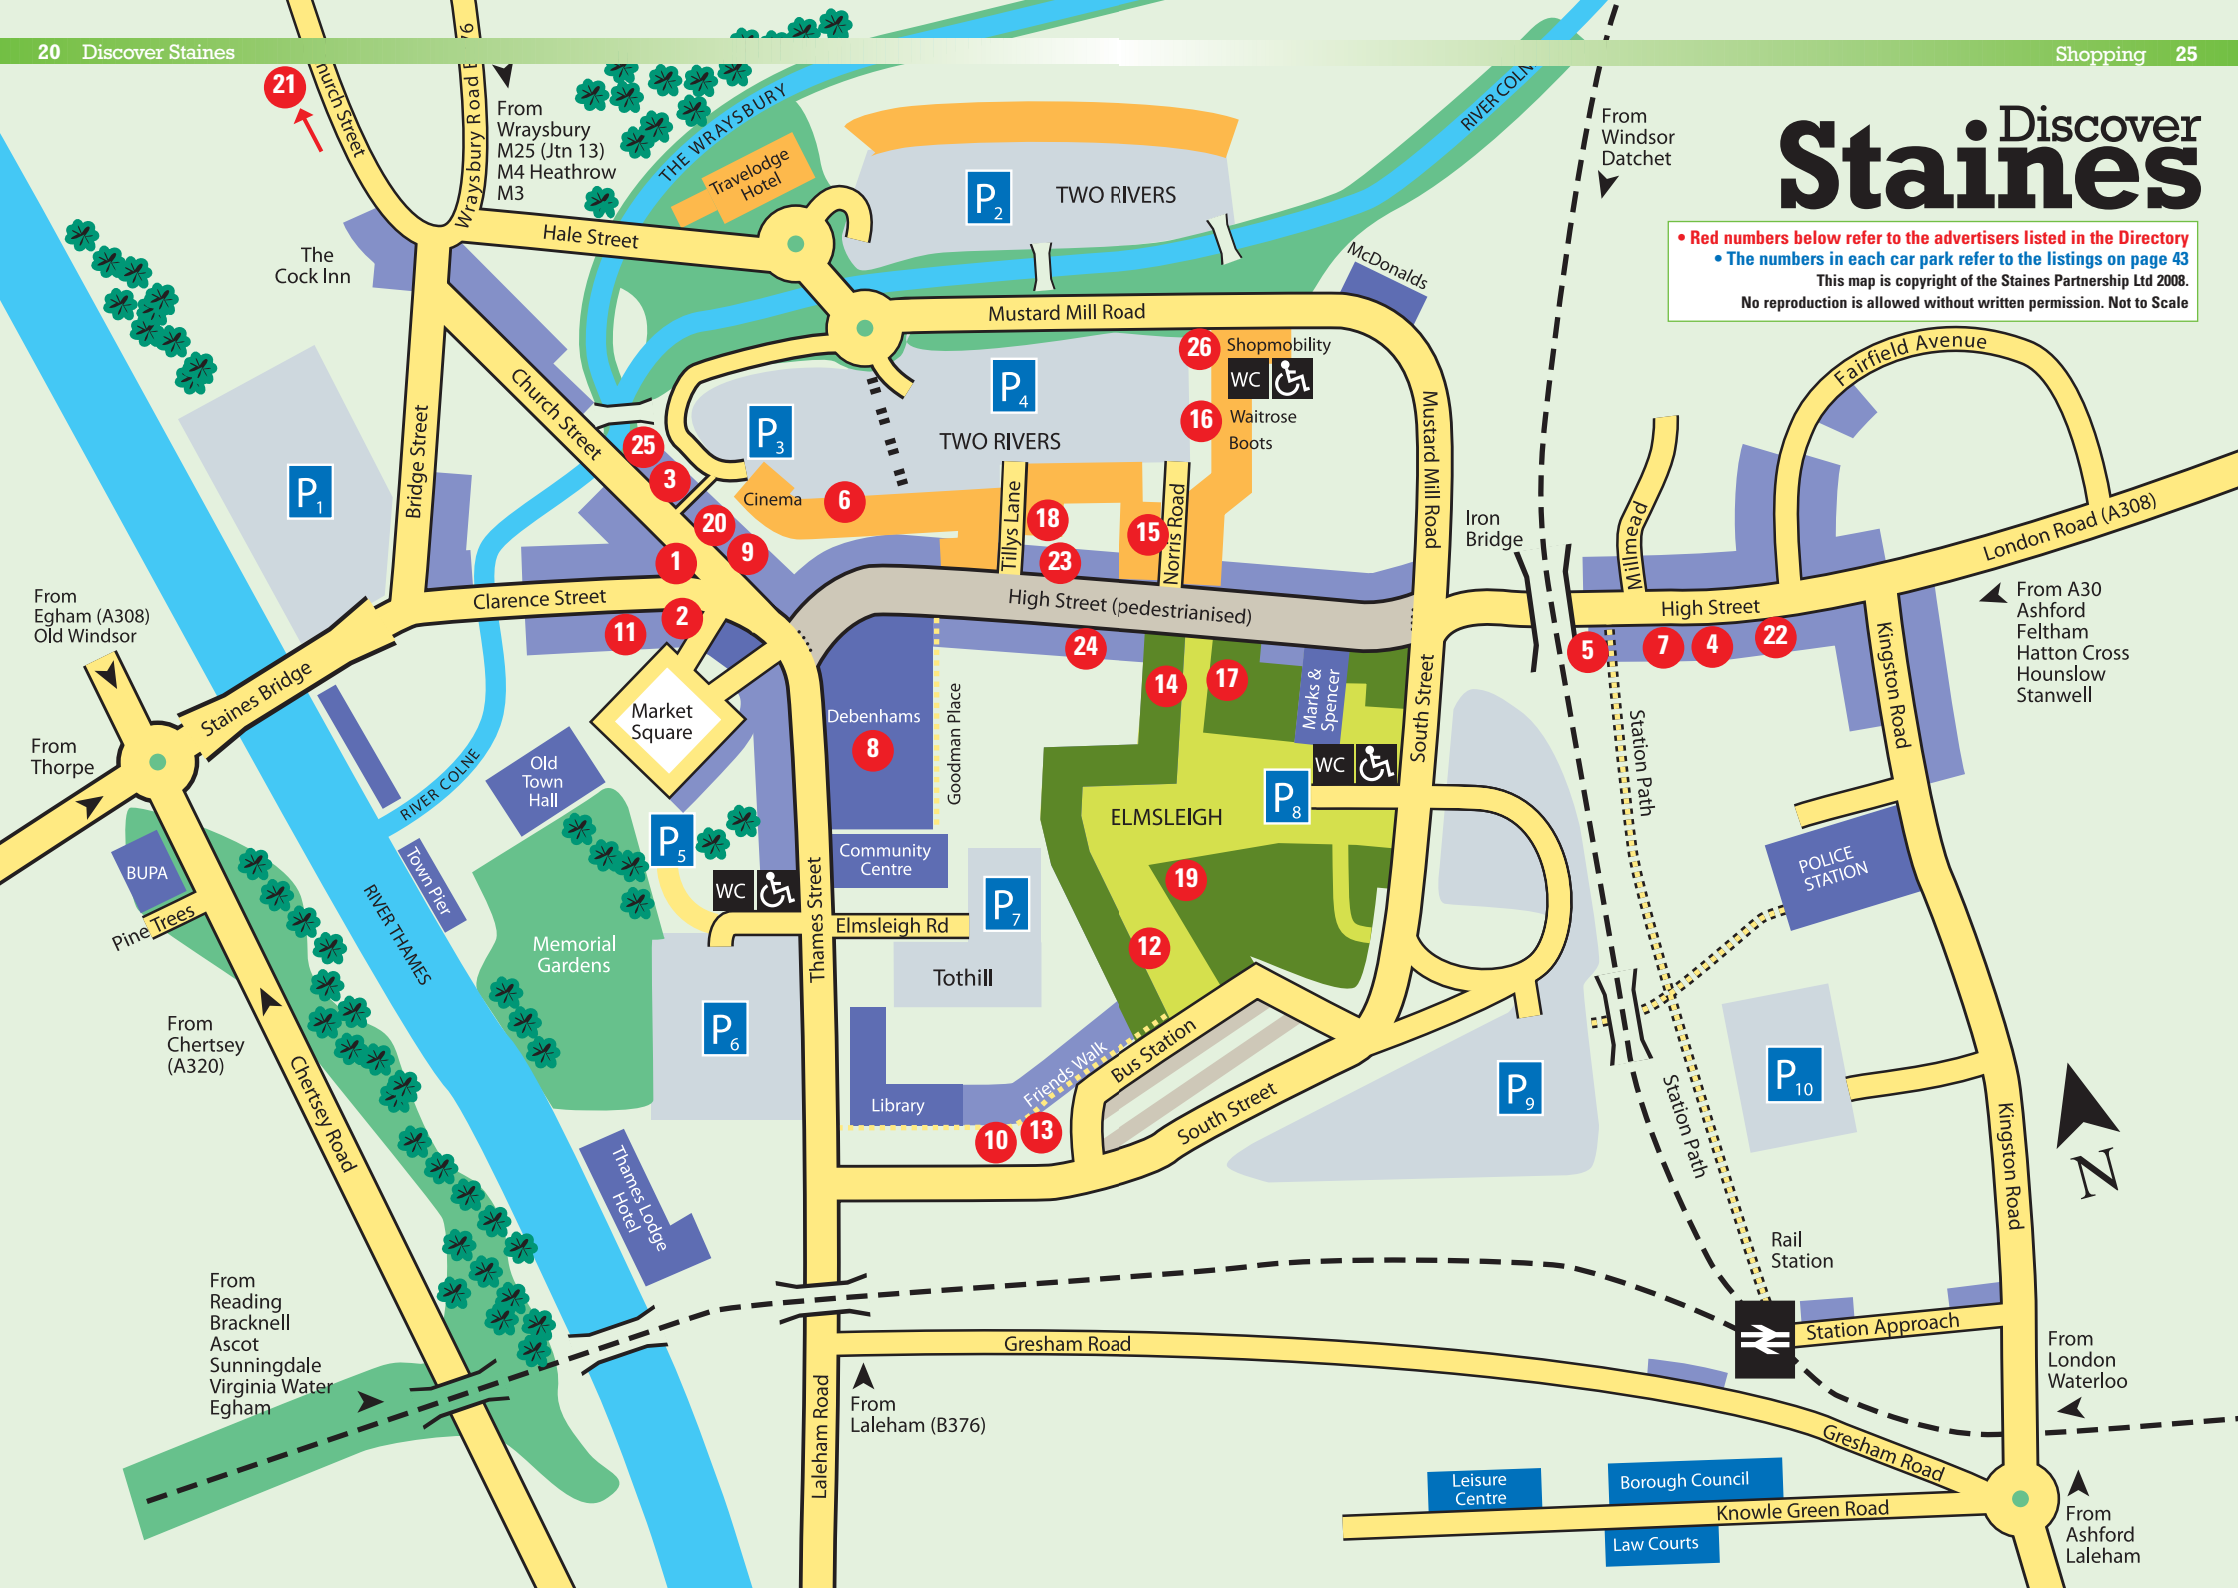 20 Discover Staines
Shopping 25
Discover
Staines
• Red numbers below refer to the advertisers listed in the Directory
• The numbers in each car park refer to the listings on page 43
This map is copyright of the Staines Partnership Ltd 2008.
No reproduction is allowed without written permission. Not to Scale
21
Church Street
Wraysbury Road
From
Wraysbury
M25 (Jtn 13)
M4 Heathrow
M3
THE WRAYSBURY
Travelodge
Hotel
P2
TWO RIVERS
RIVER COLNE
From
Windsor
Datchet
The
Cock Inn
Hale Street
McDonalds
Mustard Mill Road
26
Shopmobility
WC
16
Waitrose
Boots
P4
TWO RIVERS
P3
Cinema
6
Fairfield Avenue
Church Street
Bridge Street
P1
25
3
20
9
1
Tillys Lane
18
23
15
Norris Road
Mustard Mill Road
Iron
Bridge
Millmead
London Road (A308)
From A30
Ashford
Feltham
Hatton Cross
Hounslow
Stanwell
From
Egham (A308)
Old Windsor
Clarence Street
11
2
High Street (pedestrianised)
High Street
24
14
17
5
7
4
22
Marks &
Spencer
South Street
Kingston Road
Staines Bridge
Market
Square
Debenhams
8
Goodman Place
Station Path
From
Thorpe
RIVER COLNE
Old
Town
Hall
WC
P8
ELMSLEIGH
P5
Community
Centre
BUPA
Town Pier
WC
19
POLICE
STATION
Pine Trees
RIVER THAMES
Memorial
Gardens
Thames Street
Elmsleigh Rd
P7
Tothill
12
From
Chertsey
(A320)
P6
Bus Station
Friends Walk
Library
10
13
South Street
P9
Station Path
P10
Kingston Road
N
Chertsey Road
Thames Lodge
Hotel
Rail
Station
From
Reading
Bracknell
Ascot
Sunningdale
Virginia Water
Egham
Gresham Road
Station Approach
From
London
Waterloo
Laleham Road
From
Laleham (B376)
Gresham Road
Leisure
Centre
Borough Council
Knowle Green Road
Law Courts
From
Ashford
Laleham